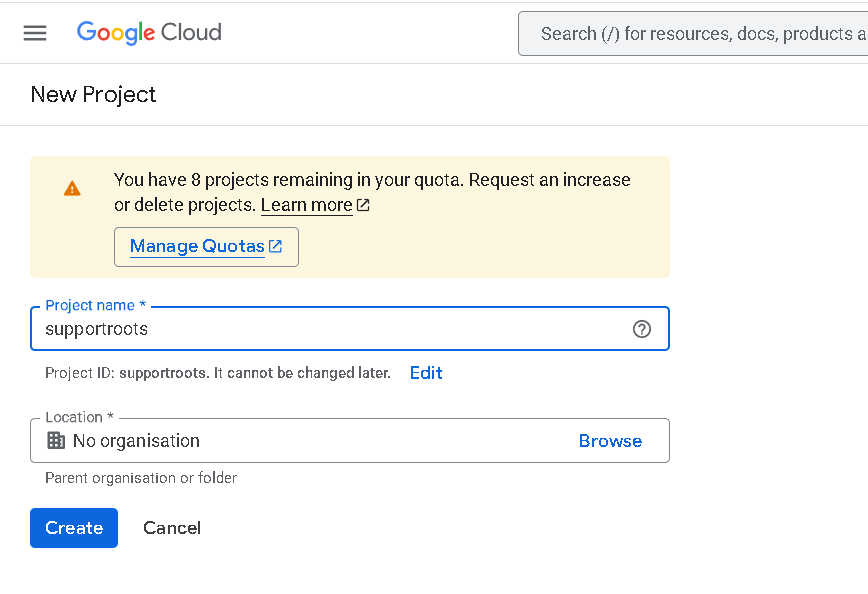 Google Cloud
Search (/) for resources, docs, products a
New Project
You have 8 projects remaining in your quota. Request an increase
or delete projects. Learn more
Manage Quotas
Project name *
supportroots
Project ID: supportroots. It cannot be changed later. Edit
Location *
No organisation Browse
Parent organisation or folder
Create Cancel